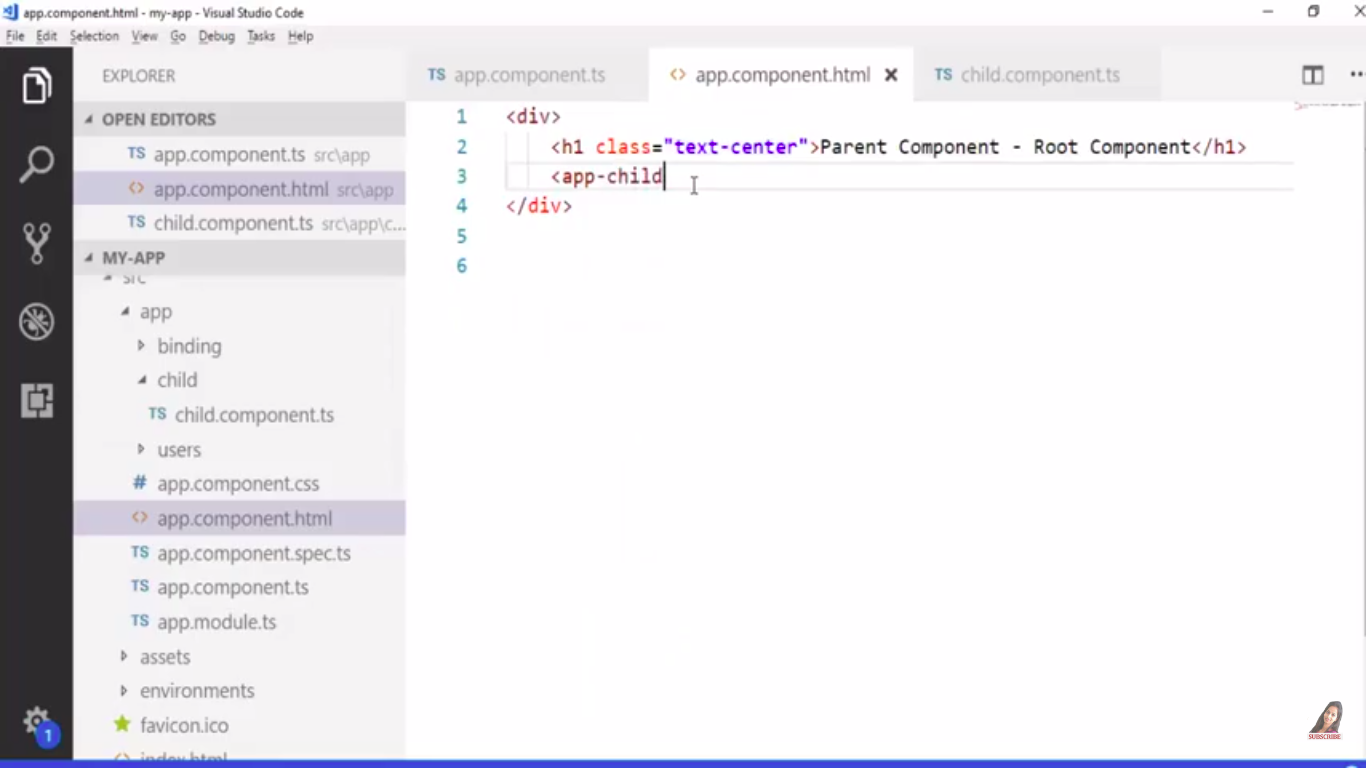 app.component.html - my-app - Visual Studio Code
File Edit Selection View Go Debug Tasks Help
EXPLORER
TS app.component.ts
<> app.component.html
TS child.component.ts
OPEN EDITORS
TS app.component.ts src\app
<> app.component.html src\app
TS child.component.ts src\app\c...
MY-APP
src
app
binding
child
TS child.component.ts
users
# app.component.css
<> app.component.html
TS app.component.spec.ts
TS app.component.ts
TS app.module.ts
assets
environments
favicon.ico
<> index.html
1 <div>
2 <h1 class="text-center">Parent Component - Root Component</h1>
3 <app-child
4 </div>
5
6
1
SUBSCRIBE